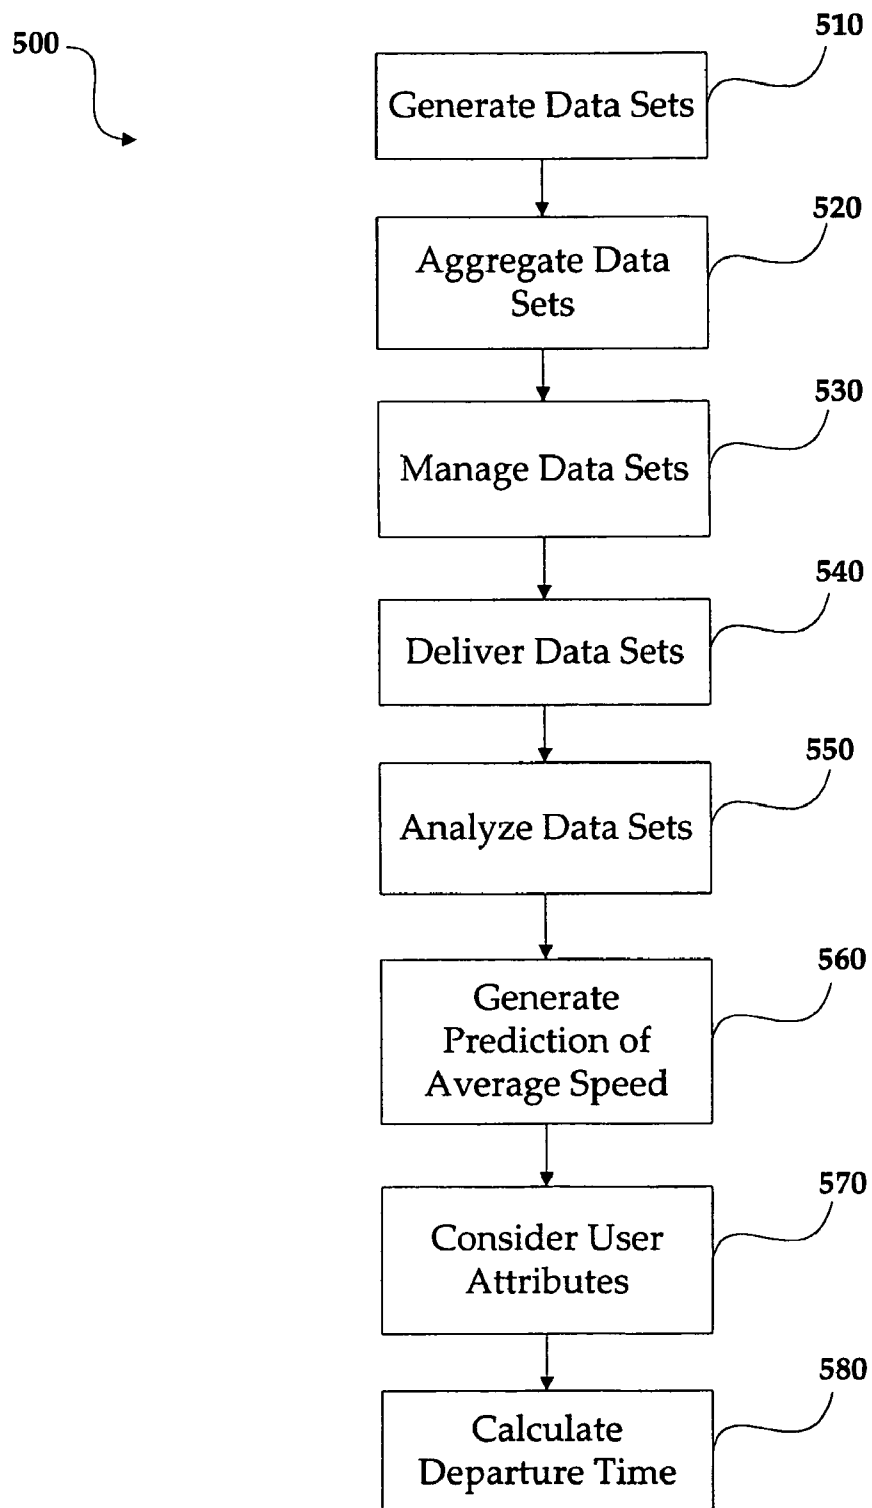 500
510
Generate Data Sets
520
Aggregate Data
Sets
530
Manage Data Sets
540
Deliver Data Sets
550
Analyze Data Sets
560
Generate
Prediction of
Average Speed
570
Consider User
Attributes
580
Calculate
Departure Time